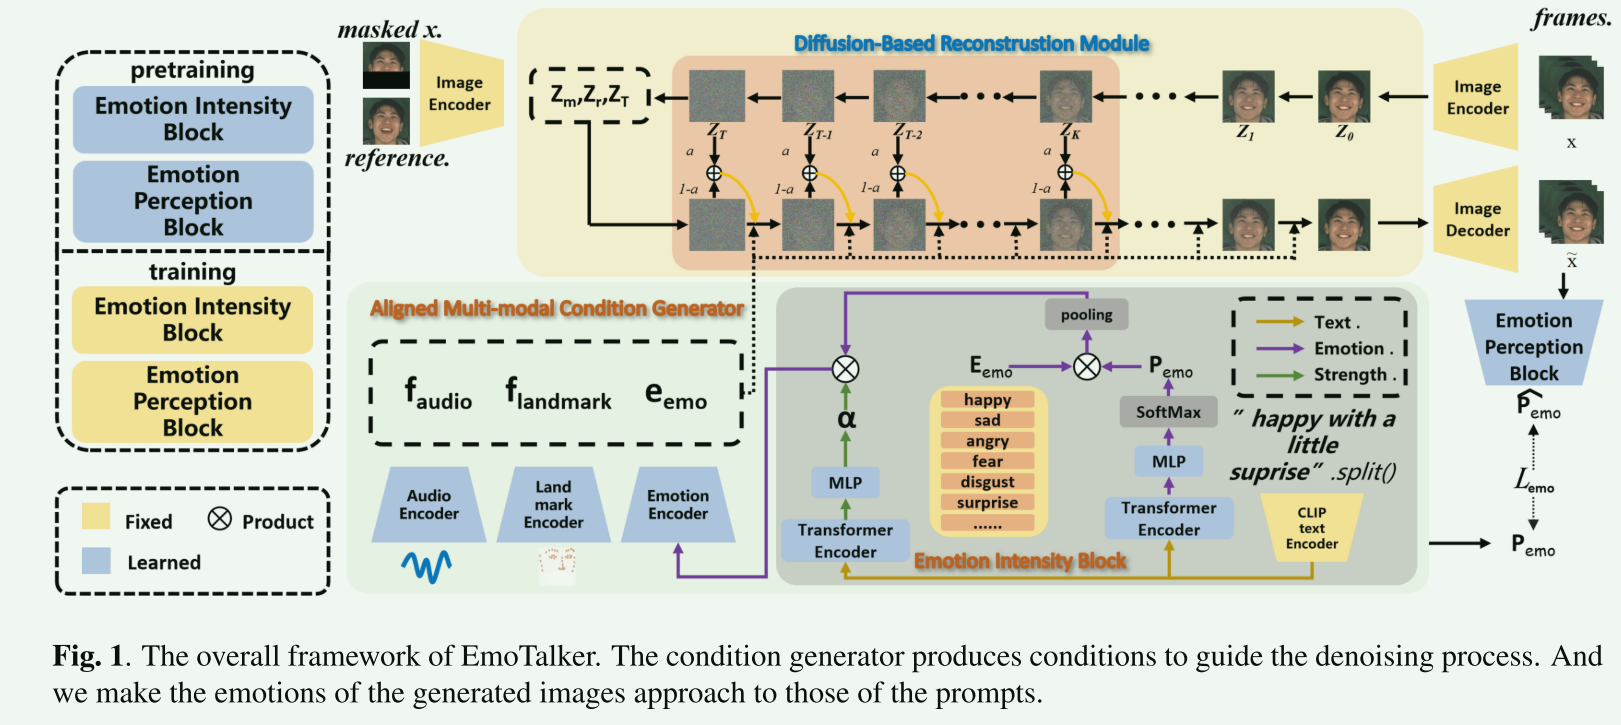 pretraining
Emotion Intensity
Block
Emotion
Perception
Block
training
Emotion Intensity
Block
Emotion
Perception
Block
Fixed
Product
Learned
masked x.
reference.
Image
Encoder
Diffusion-Based Reconstrustion Module
Zm,Zr,ZT
ZT
ZT-1
ZT-2
ZK
Z1
Z0
a
a
a
a
1-a
1-a
1-a
1-a
frames.
Image
Encoder
x
Image
Decoder
x̃
Aligned Multi-modal Condition Generator
faudio
flandmark
eemo
Audio
Encoder
Land
mark
Encoder
Emotion
Encoder
α
MLP
Transformer
Encoder
pooling
Eemo
Pemo
happy
sad
angry
fear
disgust
surprise
......
SoftMax
MLP
Transformer
Encoder
Emotion Intensity Block
Text .
Emotion .
Strength .
" happy with a
little
suprise" .split()
CLIP
text
Encoder
Emotion
Perception
Block
P̂emo
Lemo
Pemo
Fig. 1. The overall framework of EmoTalker. The condition generator produces conditions to guide the denoising process. And
we make the emotions of the generated images approach to those of the prompts.